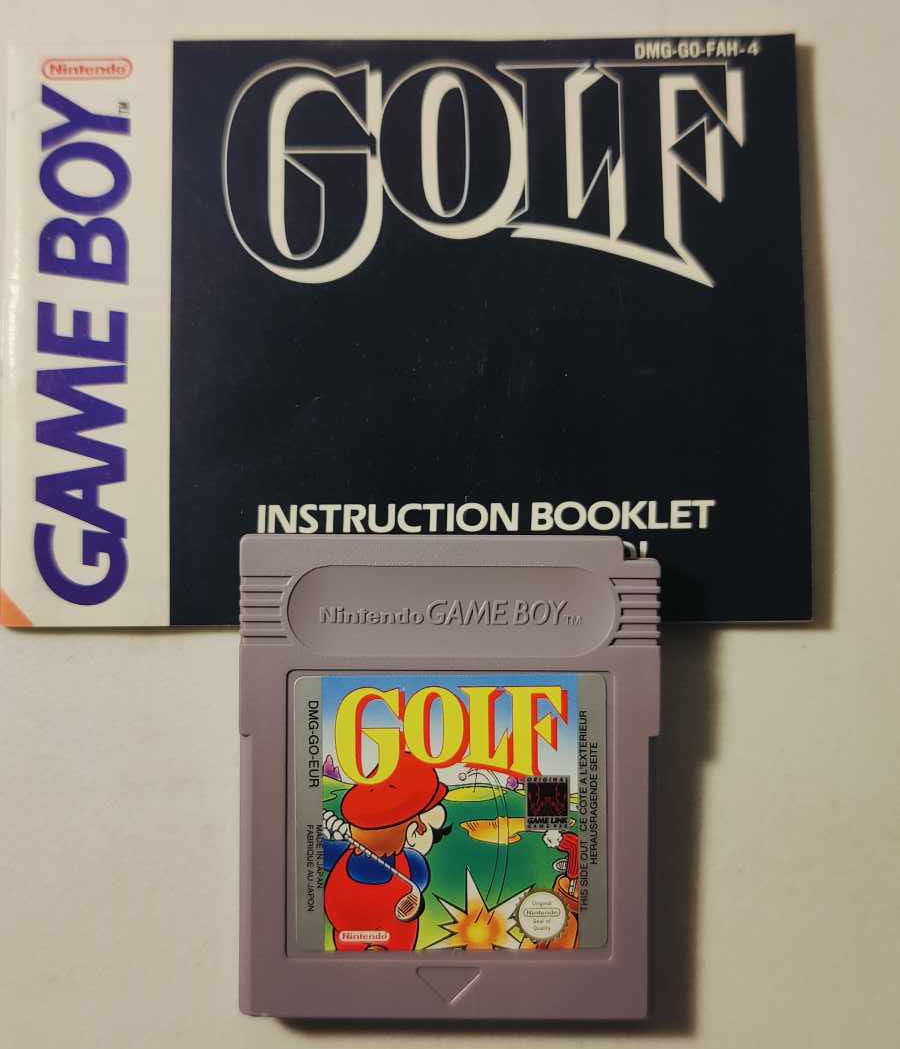 DMG-GO-FAH-4
Nintendo
GAME BOY™
GOLF
INSTRUCTION BOOKLET
Nintendo GAME BOY™
GOLF
DMG-GO-EUR
MADE IN JAPAN
FABRIQUE AU JAPON
ORIGINAL
GAME LINK
Nintendo
Original
Nintendo
Seal of
Quality
THIS SIDE OUT CE COTE A L'EXTERIEUR
HERAUSRAGENDE SEITE